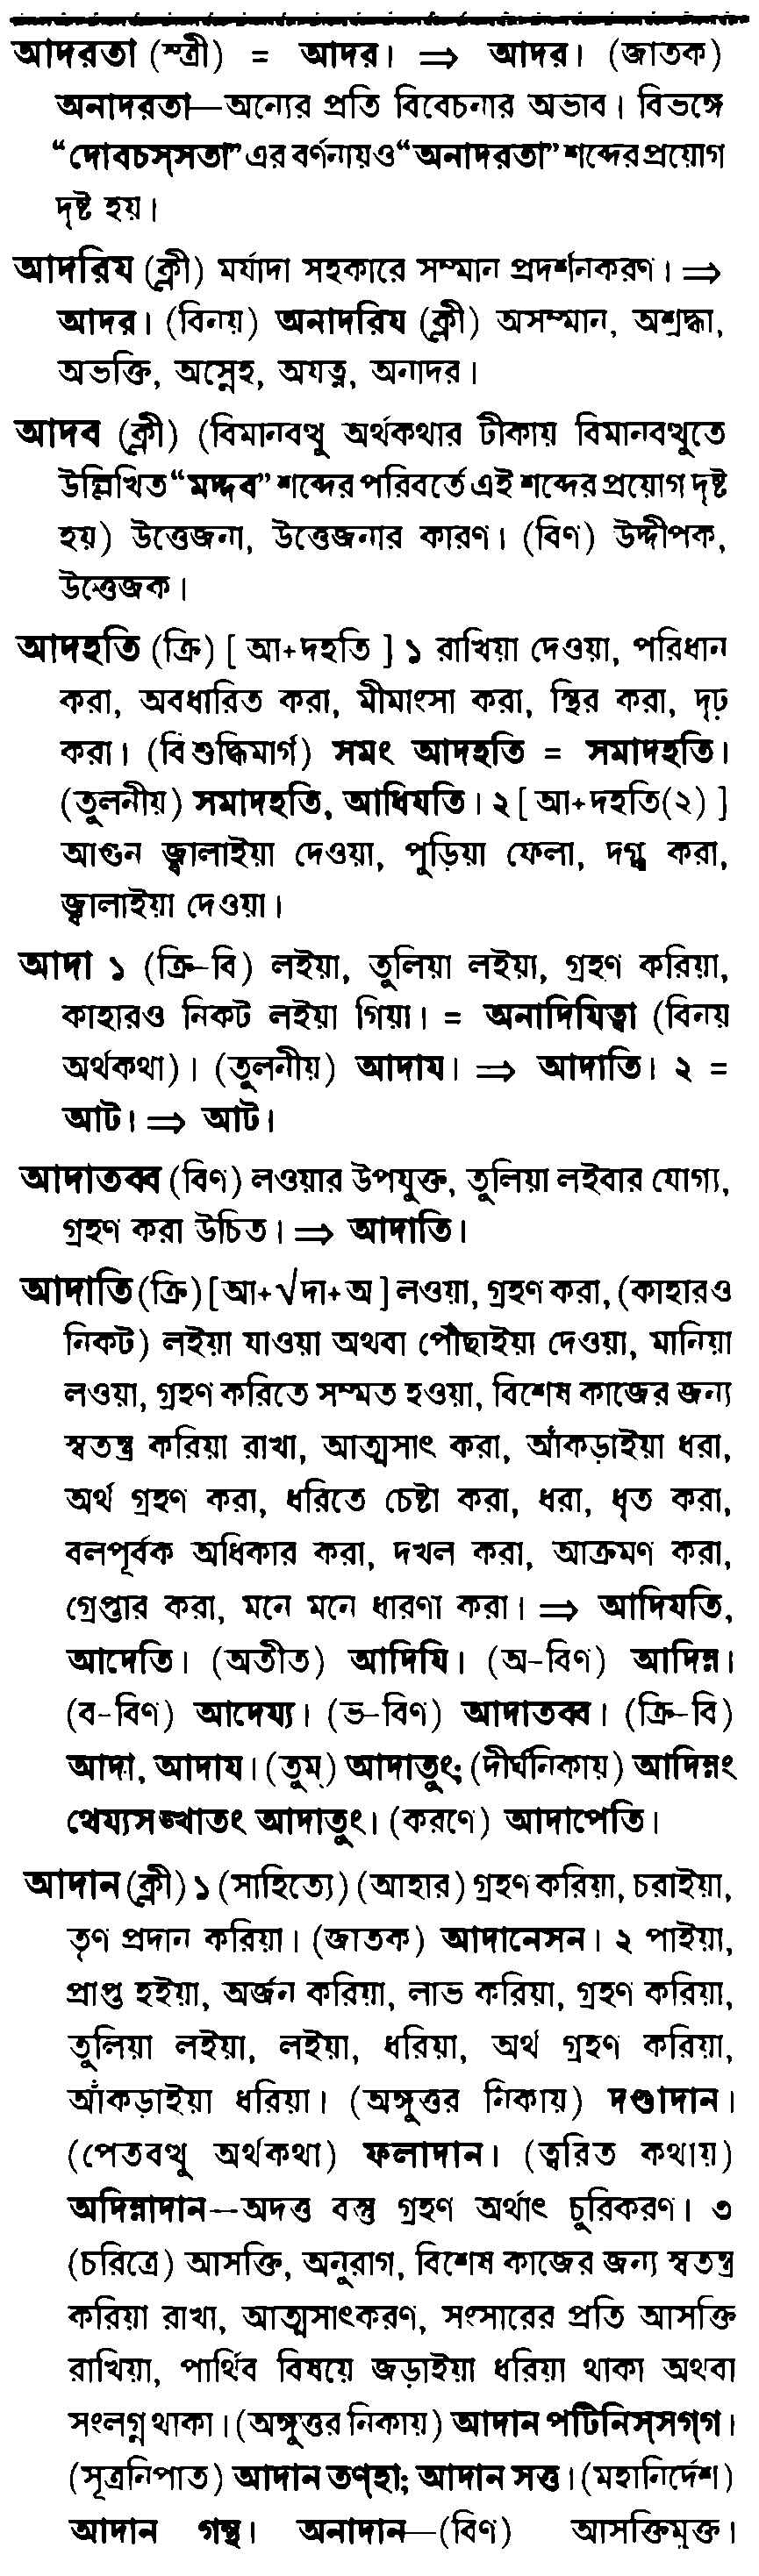 আদরতা (স্ত্রী) = আদর। ⇒ আদর। (জাতক)
অনাদরতা—অন্যের প্রতি বিবেচনার অভাব। বিভঙ্গে
“দোবচস্সতা” এর বর্ণনায়ও “অনাদরতা” শব্দের প্রয়োগ
দৃষ্ট হয়।
আদরিয (ক্লী) মর্যাদা সহকারে সম্মান প্রদর্শনকরণ। ⇒
আদর। (বিনয়) অনাদরিয (ক্লী) অসম্মান, অশ্রদ্ধা,
অভক্তি, অস্নেহ, অযত্ন, অনাদর।
আদব (ক্লী) (বিমানবত্থু অর্থকথার টীকায় বিমানবত্থুতে
উল্লিখিত “মদ্দব” শব্দের পরিবর্তে এই শব্দের প্রয়োগ দৃষ্ট
হয়) উত্তেজনা, উত্তেজনার কারণ। (বিণ) উদ্দীপক,
উত্তেজক।
আদহতি (ক্রি) [ আ+দহতি ] ১ রাখিয়া দেওয়া, পরিধান
করা, অবধারিত করা, মীমাংসা করা, স্থির করা, দৃঢ়
করা। (বিশুদ্ধিমার্গ) সমং আদহতি = সমাদহতি।
(তুলনীয়) সমাদহতি, আধিযতি। ২ [ আ+দহতি(২) ]
আগুন জ্বালাইয়া দেওয়া, পুড়িয়া ফেলা, দগ্ধ করা,
জ্বালাইয়া দেওয়া।
আদা ১ (ক্রি-বি) লইয়া, তুলিয়া লইয়া, গ্রহণ করিয়া,
কাহারও নিকট লইয়া গিয়া। = অনাদিযিত্বা (বিনয়
অর্থকথা)। (তুলনীয়) আদায। ⇒ আদাতি। ২ =
আট। ⇒ আট।
আদাতব্ব (বিণ) লওয়ার উপযুক্ত, তুলিয়া লইবার যোগ্য,
গ্রহণ করা উচিত। ⇒ আদাতি।
আদাতি (ক্রি) [আ+√দা+অ ] লওয়া, গ্রহণ করা, (কাহারও
নিকট) লইয়া যাওয়া অথবা পৌঁছাইয়া দেওয়া, মানিয়া
লওয়া, গ্রহণ করিতে সম্মত হওয়া, বিশেষ কাজের জন্য
স্বতন্ত্র করিয়া রাখা, আত্মসাৎ করা, আঁকড়াইয়া ধরা,
অর্থ গ্রহণ করা, ধরিতে চেষ্টা করা, ধরা, ধৃত করা,
বলপূর্বক অধিকার করা, দখল করা, আক্রমণ করা,
গ্রেপ্তার করা, মনে মনে ধারণা করা। ⇒ আদিযতি,
আদেতি। (অতীত) আদিযি। (অ-বিণ) আদিন্ন।
(ব-বিণ) আদেয্য। (ভ-বিণ) আদাতব্ব। (ক্রি-বি)
আদা, আদায। (তুম্) আদাতুং; (দীর্ঘনিকায়) আদিন্নং
থেয্যসঙ্খাতং আদাতুং। (করণে) আদাপেতি।
আদান (ক্লী) ১ (সাহিত্যে) (আহার) গ্রহণ করিয়া, চরাইয়া,
তৃণ প্রদান করিয়া। (জাতক) আদানেসন। ২ পাইয়া,
প্রাপ্ত হইয়া, অর্জন করিয়া, লাভ করিয়া, গ্রহণ করিয়া,
তুলিয়া লইয়া, লইয়া, ধরিয়া, অর্থ গ্রহণ করিয়া,
আঁকড়াইয়া ধরিয়া। (অঙ্গুত্তর নিকায়) দণ্ডাদান।
(পেতবত্থু অর্থকথা) ফলাদান। (ত্বরিত কথায়)
অদিন্নাদান—অদত্ত বস্তু গ্রহণ অর্থাৎ চুরিকরণ। ৩
(চরিত্রে) আসক্তি, অনুরাগ, বিশেষ কাজের জন্য স্বতন্ত্র
করিয়া রাখা, আত্মসাৎকরণ, সংসারের প্রতি আসক্তি
রাখিয়া, পার্থিব বিষয়ে জড়াইয়া ধরিয়া থাকা অথবা
সংলগ্ন থাকা। (অঙ্গুত্তর নিকায়) আদান পটিনিস্সগ্গ।
(সূত্রনিপাত) আদান তণ্হা; আদান সত্ত। (মহানির্দেশ)
আদান গন্থ। অনাদান—(বিণ) আসক্তিমুক্ত।